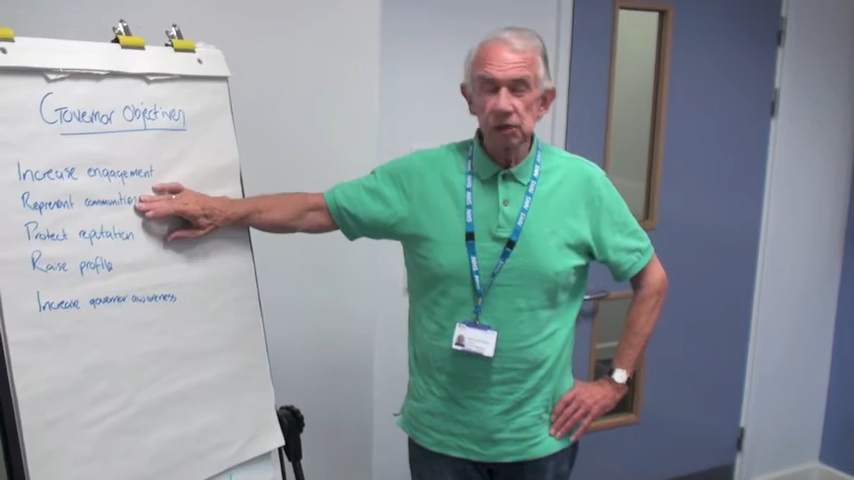 Governor Objectives
Increase engagement
Represent communities
Protect reputation
Raise profile
Increase governor awareness